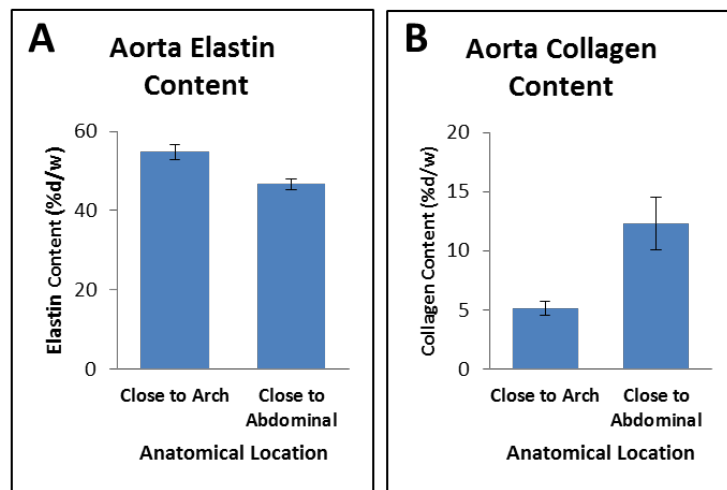 A
Aorta Elastin
Content
Elastin Content (%d/w)
60
40
20
0
Close to Arch
Close to
Abdominal
Anatomical Location
B
Aorta Collagen
Content
Collagen Content (%d/w)
20
15
10
5
0
Close to Arch
Close to
Abdominal
Anatomical Location